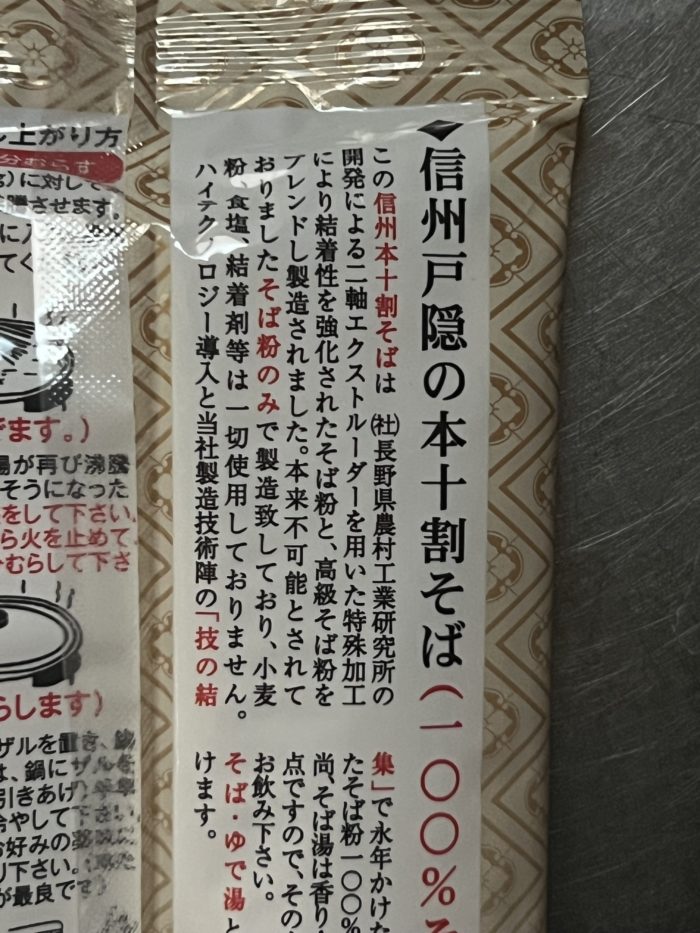 ◆信州戸隠の本十割そば(一〇〇%
この信州本十割そばは ㈳長野県農村工業研究所の
開発による二軸エクストルーダーを用いた特殊加工
により結着性を強化されたそば粉と、高級そば粉を
ブレンドし製造されました。本来不可能とされて
おりましたそば粉のみで製造致しており、小麦
粉、食塩、結着剤等は一切使用しておりません。
ハイテクノロジー導入と当社製造技術陣の「技の結
集」で永年かけた
たそば粉一〇〇%
尚、そば湯は香り
点ですので、その
お飲み下さい。
そば・ゆで湯と
けます。
上がり方
分むらす
に対して
騰させます。
ます。)
湯が再び沸騰
そうになった
をして下さい。
ら火を止めて
むらして下さ
らします)
ザルを置き、
は、鍋にザルを
引きあげ
冷やして下さい
お好みの
り下さい。
が最良です